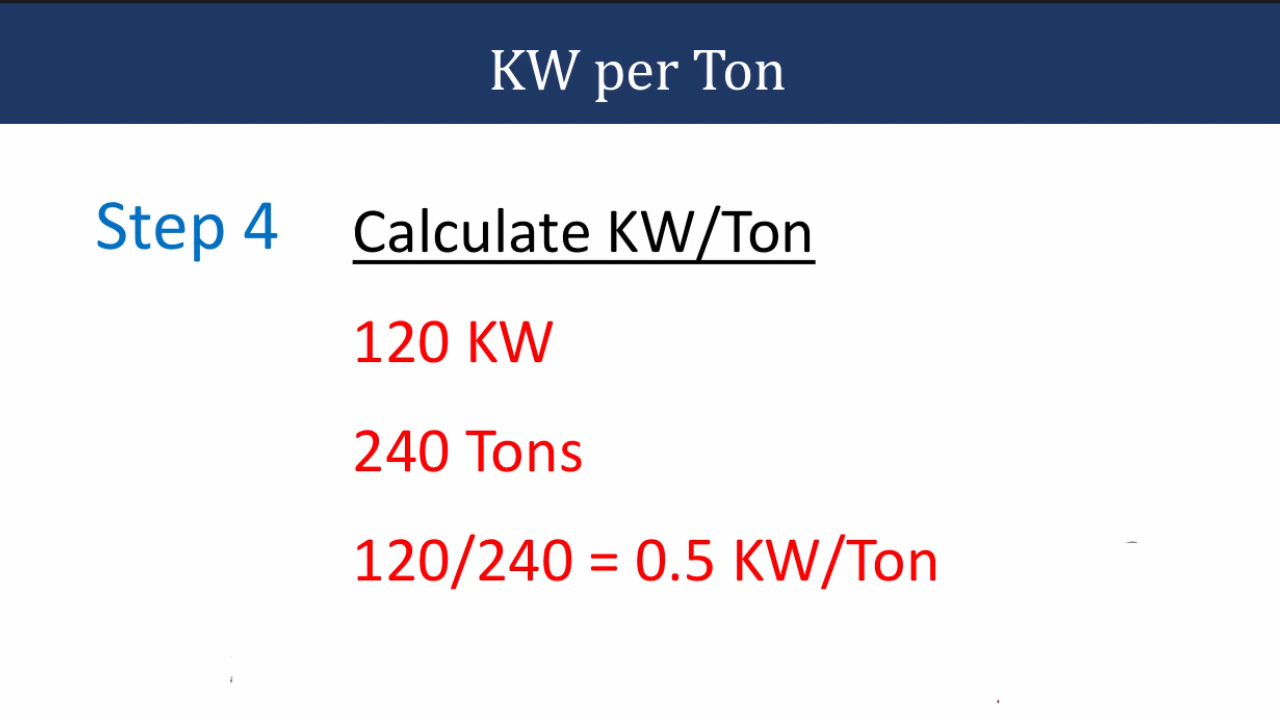 KW per Ton
Step 4 Calculate KW/Ton
120 KW
240 Tons
120/240 = 0.5 KW/Ton